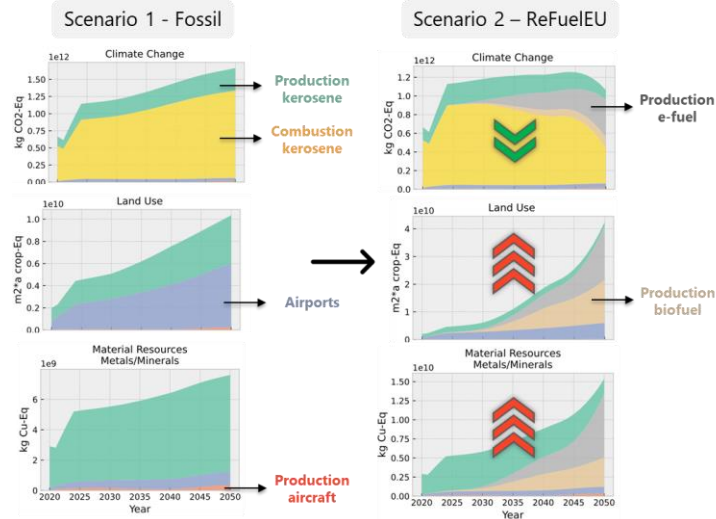 Scenario 1 - Fossil
Scenario 2 – ReFuelEU
1e12
Climate Change
kg CO2-Eq
1.50
1.25
1.00
0.75
0.50
0.25
0.00
Production
kerosene
Combustion
kerosene
1e12
Climate Change
kg CO2-Eq
1.2
1.0
0.8
0.6
0.4
0.2
0.0
Production
e-fuel
1e10
Land Use
m2*a crop-Eq
1.0
0.8
0.6
0.4
0.2
0.0
Airports
1e10
Land Use
m2*a crop-Eq
4
3
2
1
0
Production
biofuel
1e9
Material Resources
Metals/Minerals
kg Cu-Eq
6
4
2
0
2020 2025 2030 2035 2040 2045 2050
Year
Production
aircraft
1e10
Material Resources
Metals/Minerals
kg Cu-Eq
1.50
1.25
1.00
0.75
0.50
0.25
0.00
2020 2025 2030 2035 2040 2045 2050
Year